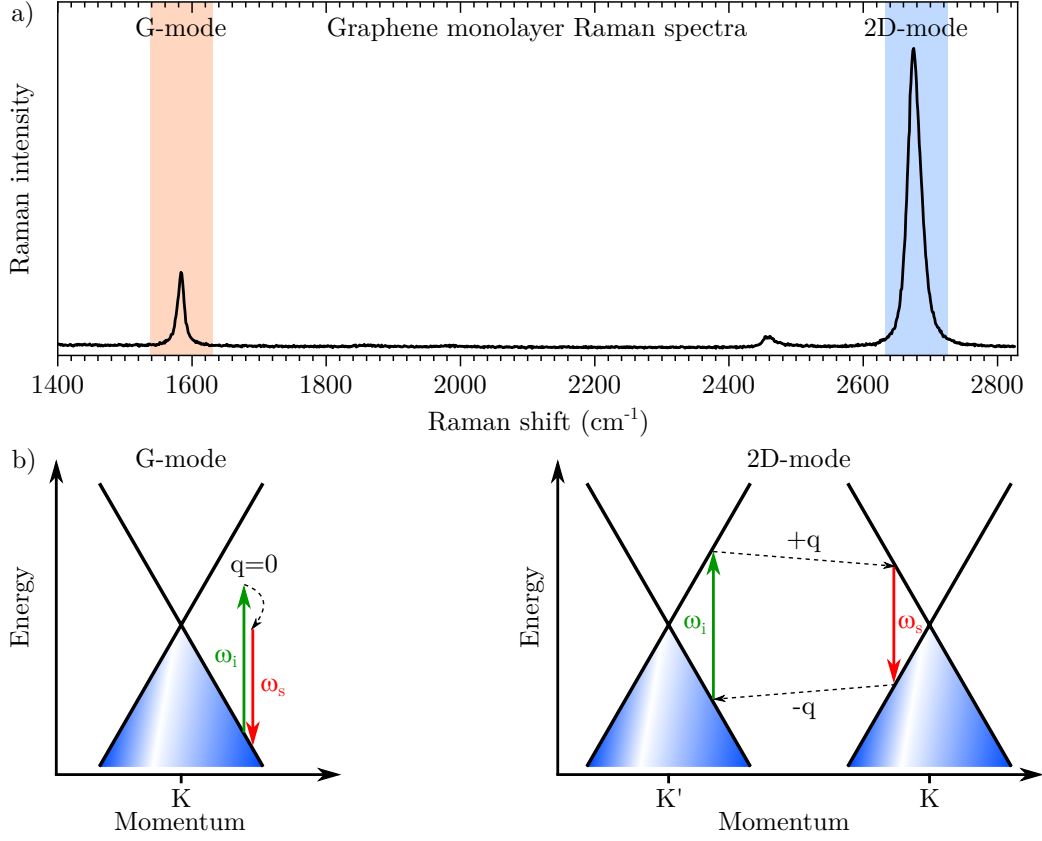 a)
G-mode Graphene monolayer Raman spectra 2D-mode
Raman intensity
1400 1600 1800 2000 2200 2400 2600 2800
Raman shift (cm⁻¹)
b)
G-mode
Energy
q=0
ωᵢ
ωₛ
K
Momentum
2D-mode
Energy
+q
ωᵢ
ωₛ
-q
K' K
Momentum